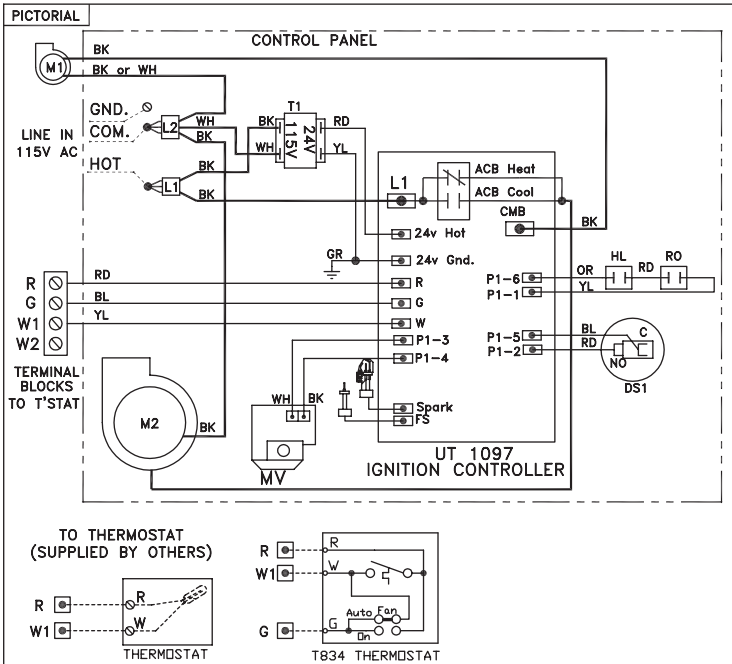 PICTORIAL
CONTROL PANEL
M1
BK
BK or WH
GND.
COM.
LINE IN
115V AC
HOT
L2
WH
BK
L1
BK
BK
WH
T1
115V
24V
RD
YL
L1
ACB Heat
ACB Cool
CMB
BK
24v Hot
GR
24v Gnd.
R
G
W
P1-3
P1-4
Spark
FS
P1-6
P1-1
P1-5
P1-2
OR
YL
HL
RD
RO
BL
RD
C
NO
DS1
R
G
W1
W2
RD
BL
YL
TERMINAL
BLOCKS
TO T'STAT
M2
BK
WH
BK
MV
UT 1097
IGNITION CONTROLLER
TO THERMOSTAT
(SUPPLIED BY OTHERS)
R
W1
R
W
THERMOSTAT
R
W1
G
R
W
G
Auto
Fan
On
T834 THERMOSTAT